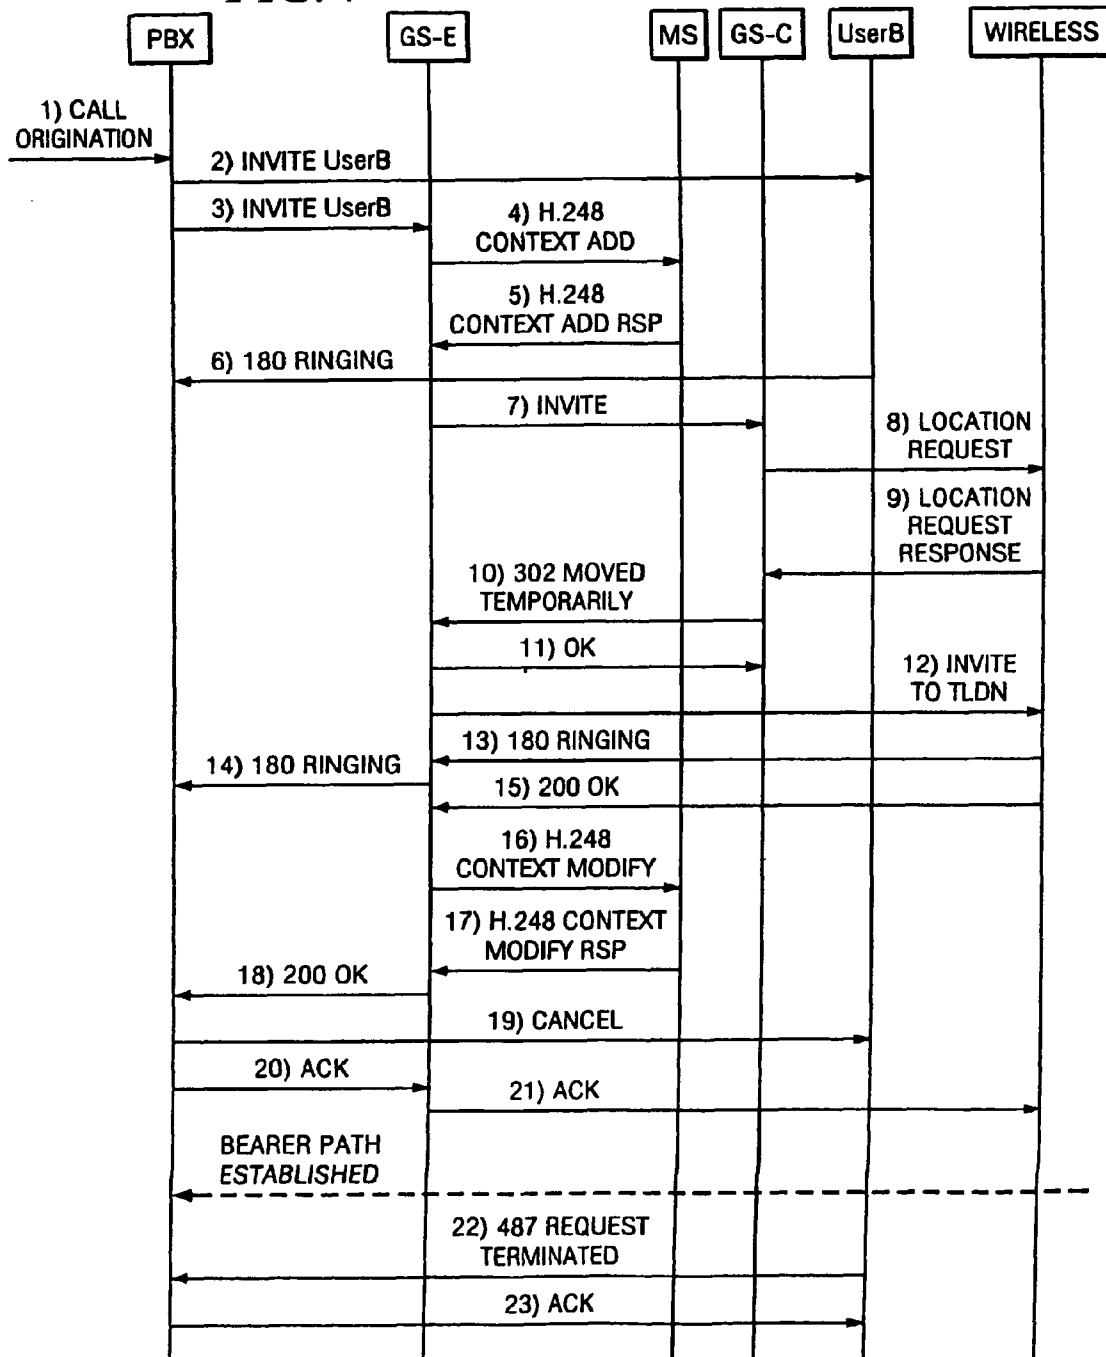 PBX
GS-E
MS
GS-C
UserB
WIRELESS
1) CALL
ORIGINATION
2) INVITE UserB
3) INVITE UserB
4) H.248
CONTEXT ADD
5) H.248
CONTEXT ADD RSP
6) 180 RINGING
7) INVITE
8) LOCATION
REQUEST
9) LOCATION
REQUEST
RESPONSE
10) 302 MOVED
TEMPORARILY
11) OK
12) INVITE
TO TLDN
13) 180 RINGING
14) 180 RINGING
15) 200 OK
16) H.248
CONTEXT MODIFY
17) H.248 CONTEXT
MODIFY RSP
18) 200 OK
19) CANCEL
20) ACK
21) ACK
BEARER PATH
ESTABLISHED
22) 487 REQUEST
TERMINATED
23) ACK